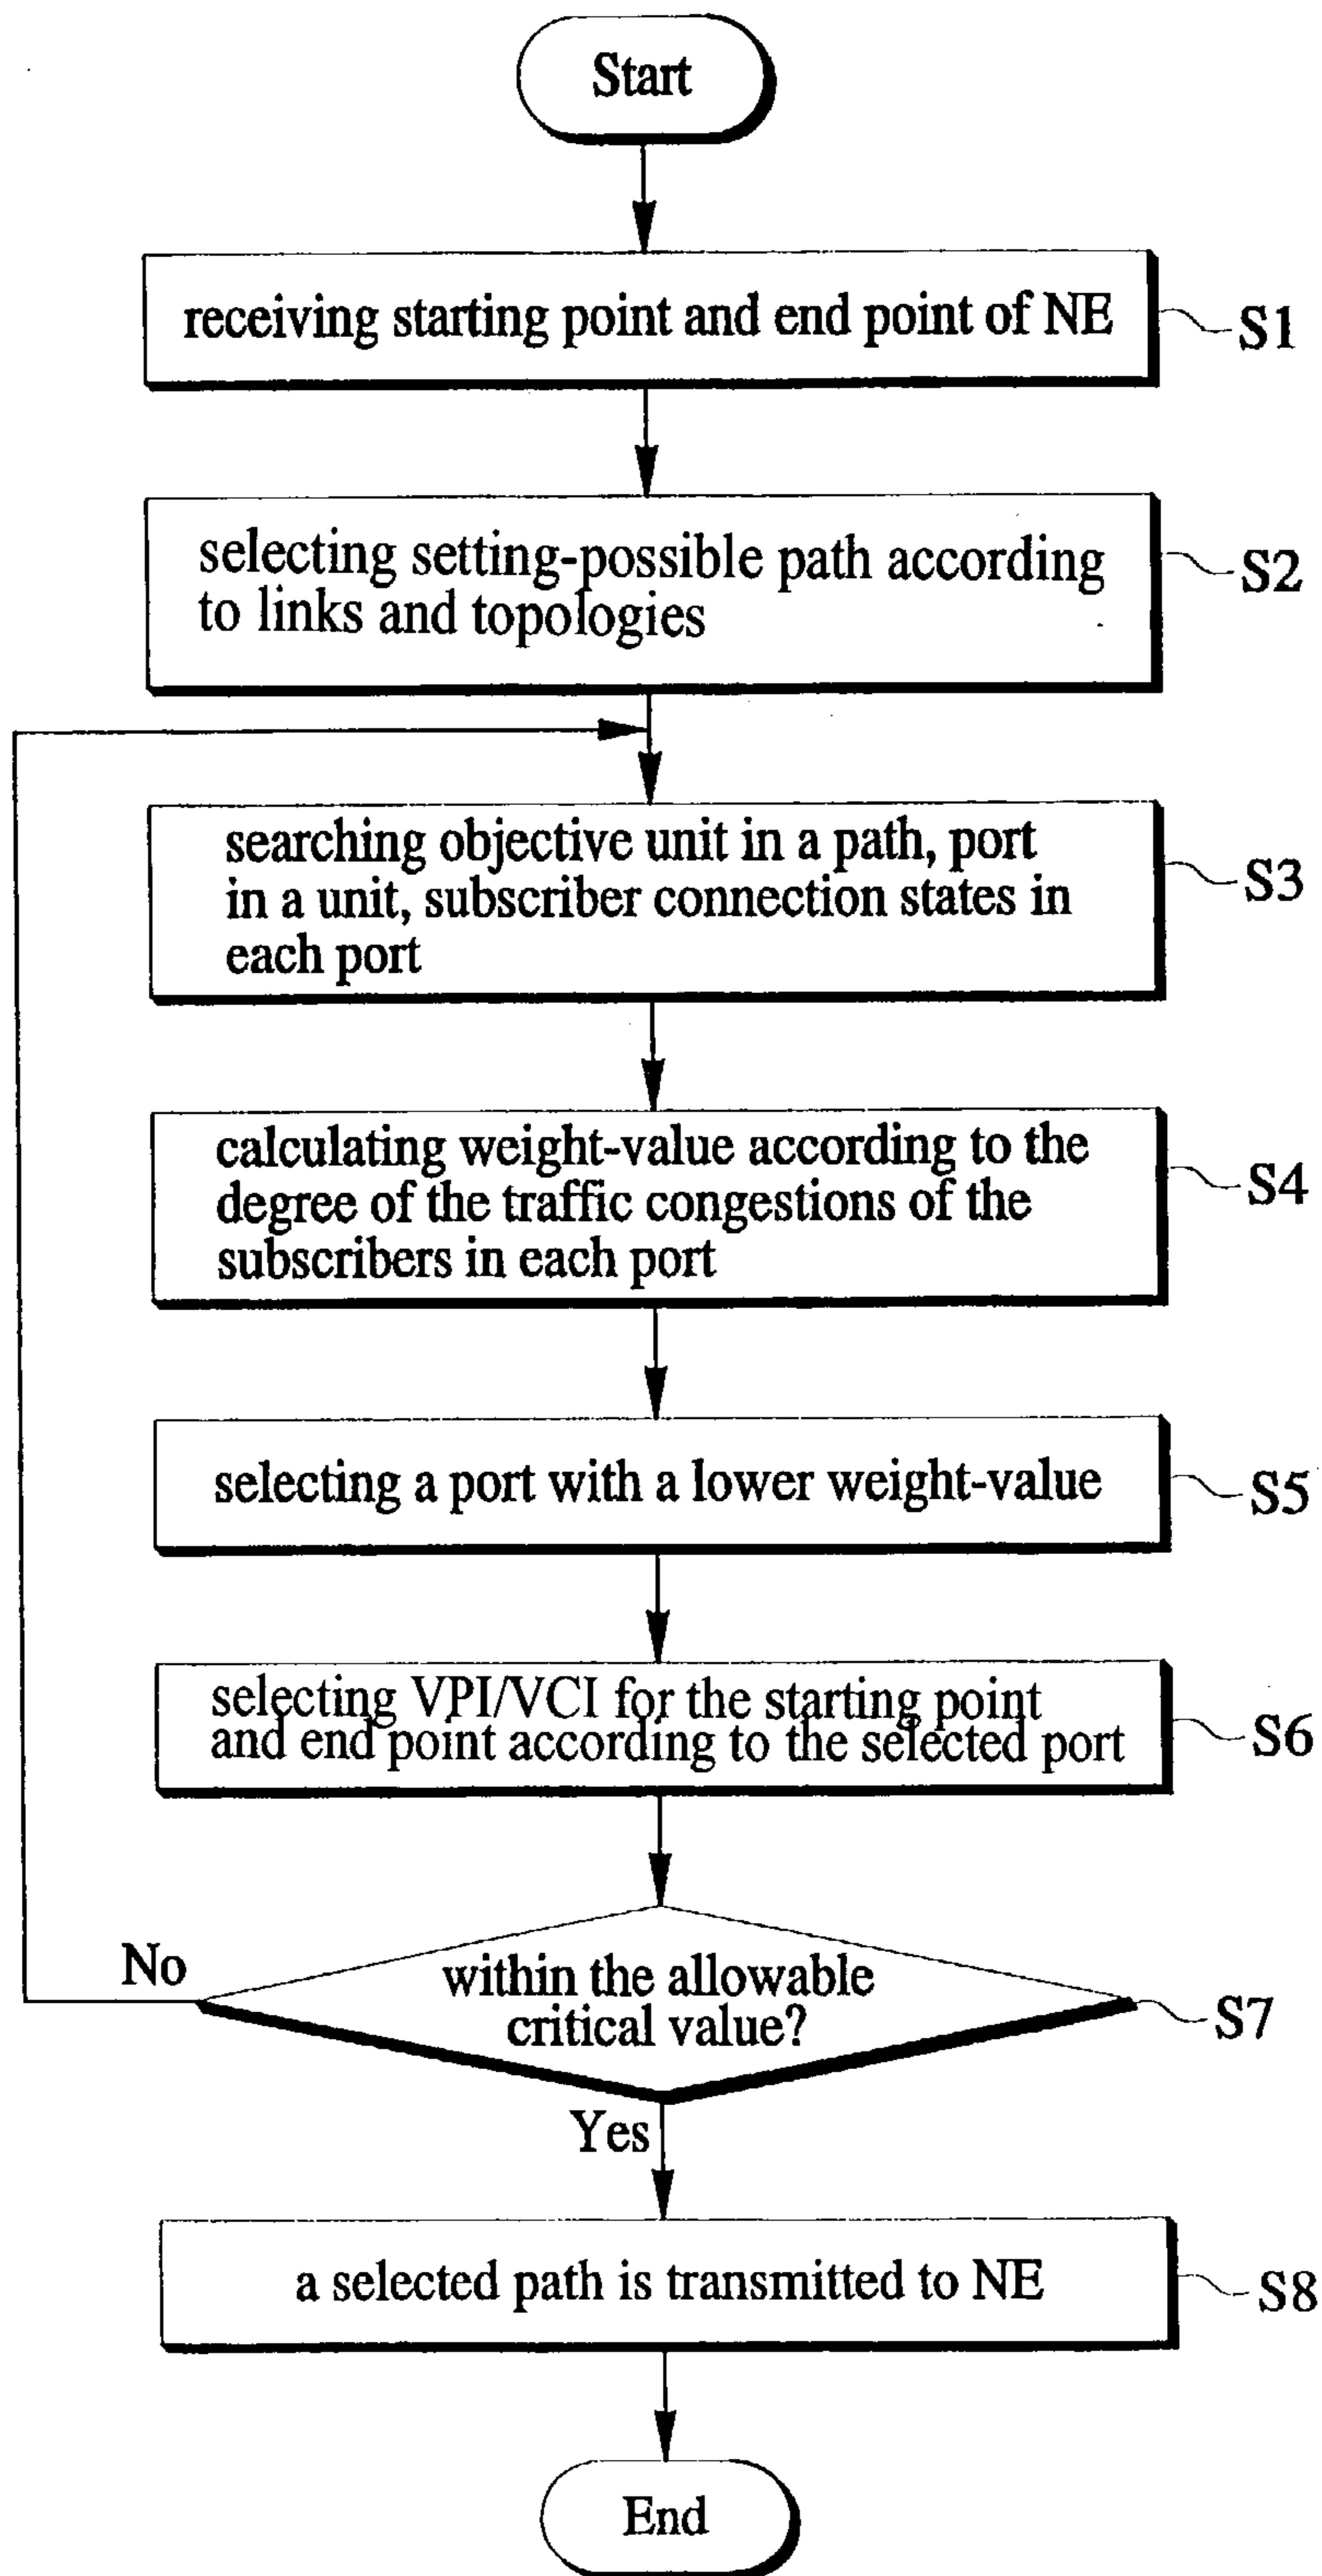 Start
receiving starting point and end point of NE
S1
selecting setting-possible path according
to links and topologies
S2
searching objective unit in a path, port
in a unit, subscriber connection states in
each port
S3
calculating weight-value according to the
degree of the traffic congestions of the
subscribers in each port
S4
selecting a port with a lower weight-value
S5
selecting VPI/VCI for the starting point
and end point according to the selected port
S6
No
within the allowable
critical value?
S7
Yes
a selected path is transmitted to NE
S8
End